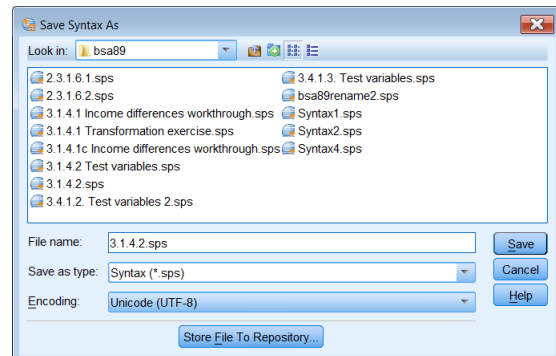 Save Syntax As
Look in: bsa89
2.3.1.6.1.sps
2.3.1.6.2.sps
3.1.4.1 Income differences workthrough.sps
3.1.4.1 Transformation exercise.sps
3.1.4.1c Income differences workthrough.sps
3.1.4.2 Test variables.sps
3.1.4.2.sps
3.4.1.2. Test variables 2.sps
3.4.1.3. Test variables.sps
bsa89rename2.sps
Syntax1.sps
Syntax2.sps
Syntax4.sps
File name: 3.1.4.2.sps Save
Save as type: Syntax (*.sps) Cancel
Encoding: Unicode (UTF-8) Help
Store File To Repository...